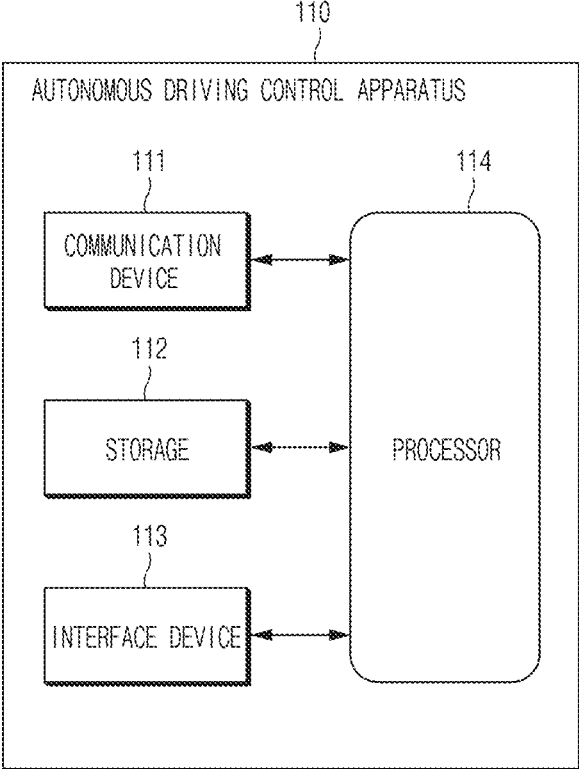 110
AUTONOMOUS DRIVING CONTROL APPARATUS
111
114
COMMUNICATION
DEVICE
112
STORAGE
PROCESSOR
113
INTERFACE DEVICE